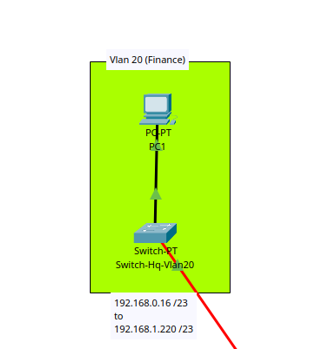 Vlan 20 (Finance)
PC-PT
PC1
Switch-PT
Switch-Hq-Vlan20
192.168.0.16 /23
to
192.168.1.220 /23